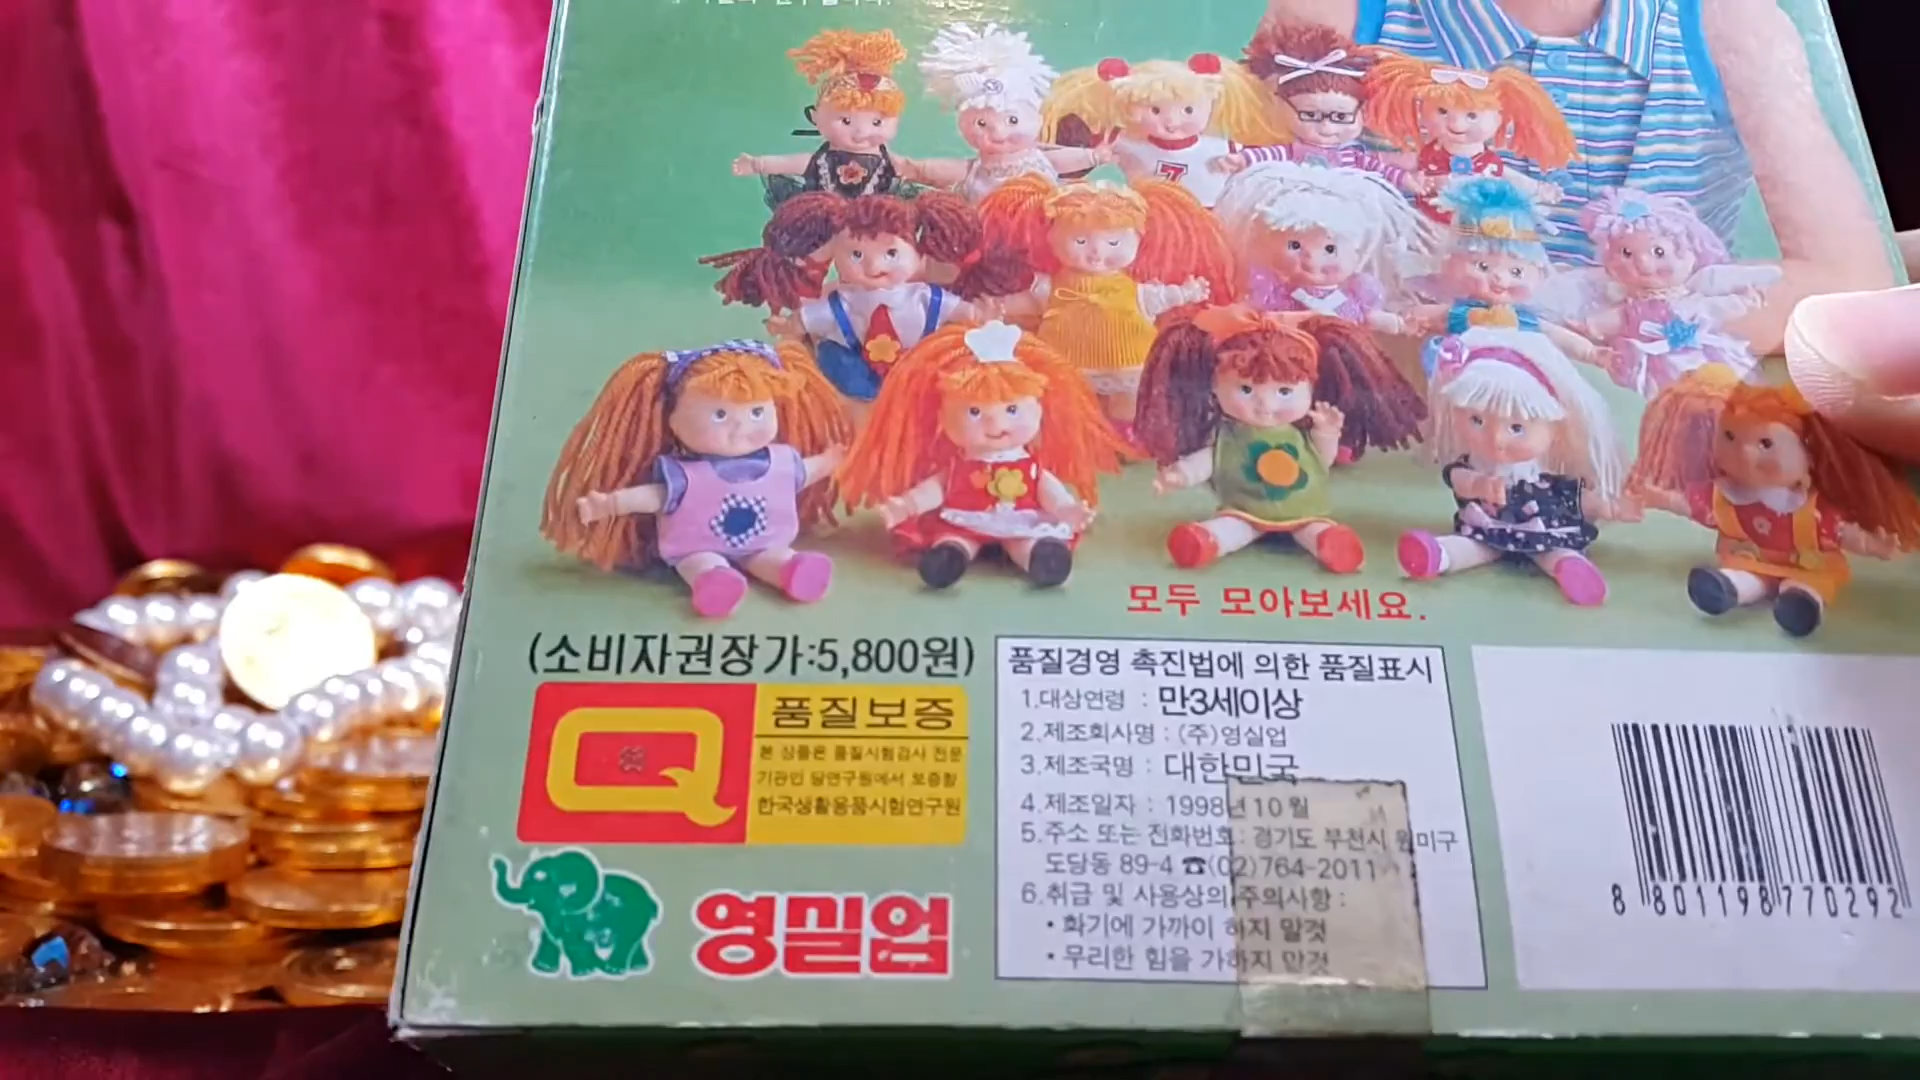 모두 모아보세요.
(소비자권장가:5,800원)
품질보증
본 상품은 품질시험검사 전문
기관인 당연구원에서 보증함
한국생활용품시험연구원
영실업
품질경영 촉진법에 의한 품질표시
1.대상연령 : 만3세이상
2.제조회사명 : (주)영실업
3.제조국명 : 대한민국
4.제조일자 : 1998년 10월
5.주소 또는 전화번호 : 경기도 부천시 원미구
도당동 89-4 ☎(02)764-2011
6.취급 및 사용상의 주의사항 :
• 화기에 가까이 하지 말것
• 무리한 힘을 가하지 말것
8 801198 770292
7